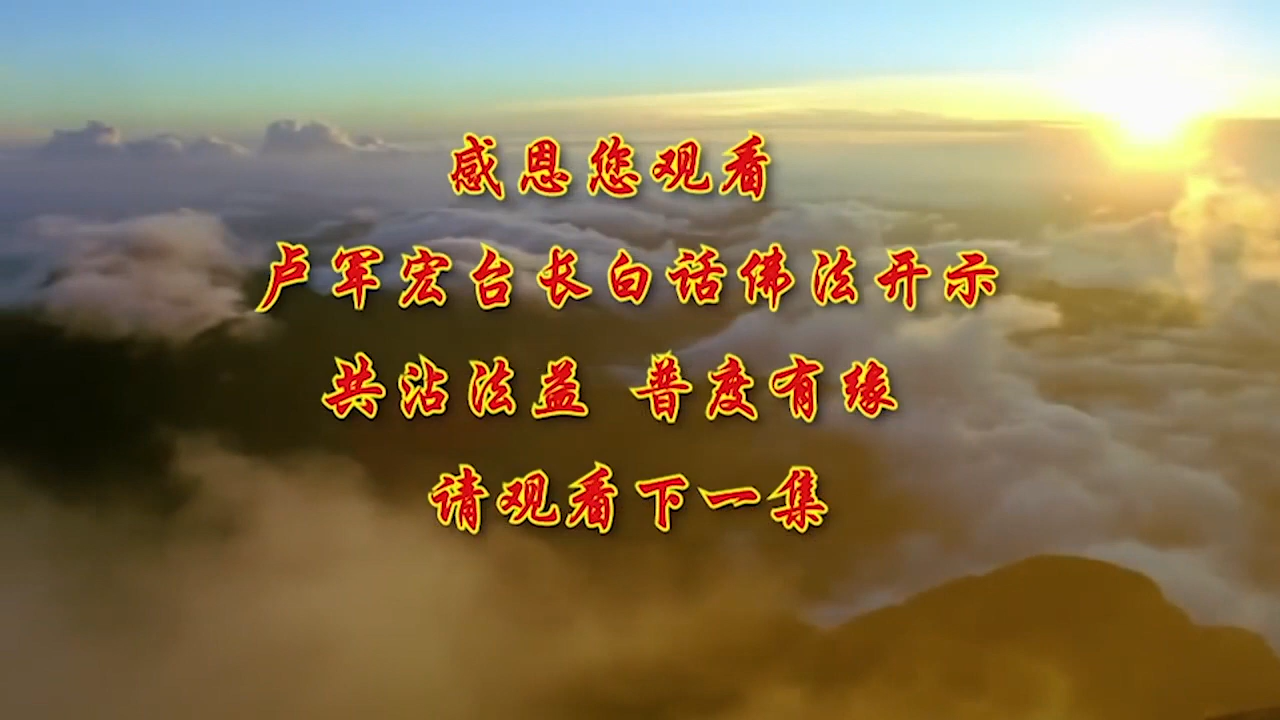 感恩您观看
卢军宏台长白话佛法开示
共沾法益 普度有缘
请观看下一集